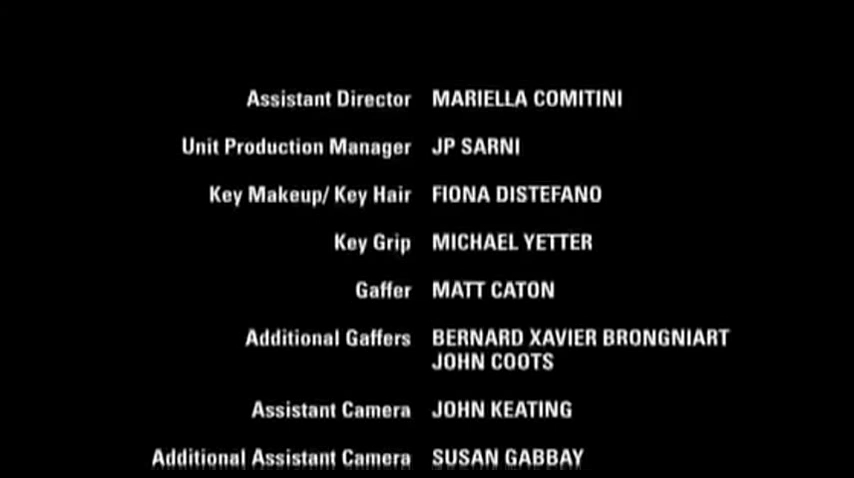 Assistant Director MARIELLA COMITINI
Unit Production Manager JP SARNI
Key Makeup/ Key Hair FIONA DISTEFANO
Key Grip MICHAEL YETTER
Gaffer MATT CATON
Additional Gaffers BERNARD XAVIER BRONGNIART
JOHN COOTS
Assistant Camera JOHN KEATING
Additional Assistant Camera SUSAN GABBAY